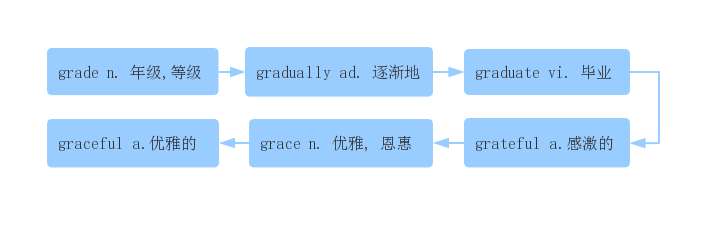 grade n. 年级,等级
gradually ad. 逐渐地
graduate vi. 毕业
grateful a.感激的
grace n. 优雅, 恩惠
graceful a.优雅的